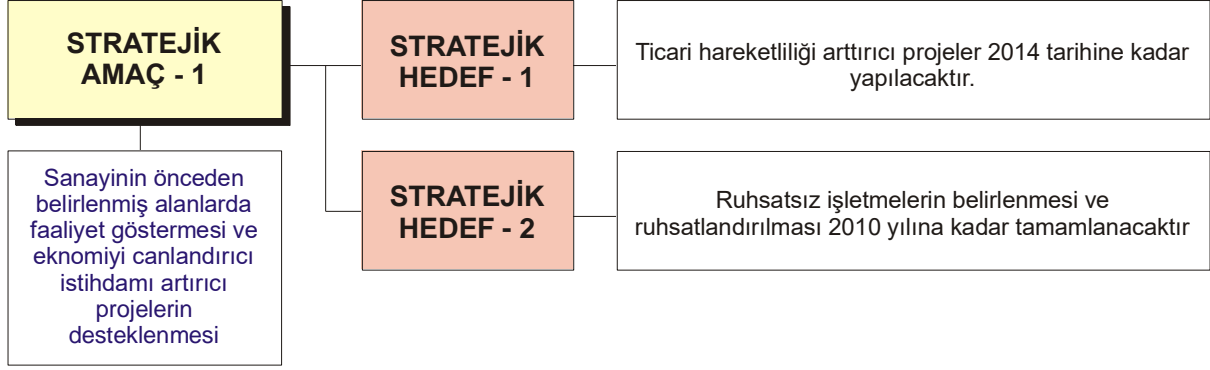 STRATEJİK
AMAÇ - 1
Sanayinin önceden
belirlenmiş alanlarda
faaliyet göstermesi ve
eknomiyi canlandırıcı
istihdamı artırıcı
projelerin
desteklenmesi
STRATEJİK
HEDEF - 1
Ticari hareketliliği arttırıcı projeler 2014 tarihine kadar
yapılacaktır.
STRATEJİK
HEDEF - 2
Ruhsatsız işletmelerin belirlenmesi ve
ruhsatlandırılması 2010 yılına kadar tamamlanacaktır